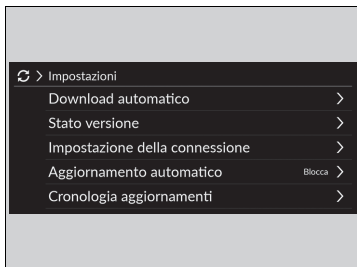 Impostazioni
Download automatico
Stato versione
Impostazione della connessione
Aggiornamento automatico Blocca
Cronologia aggiornamenti